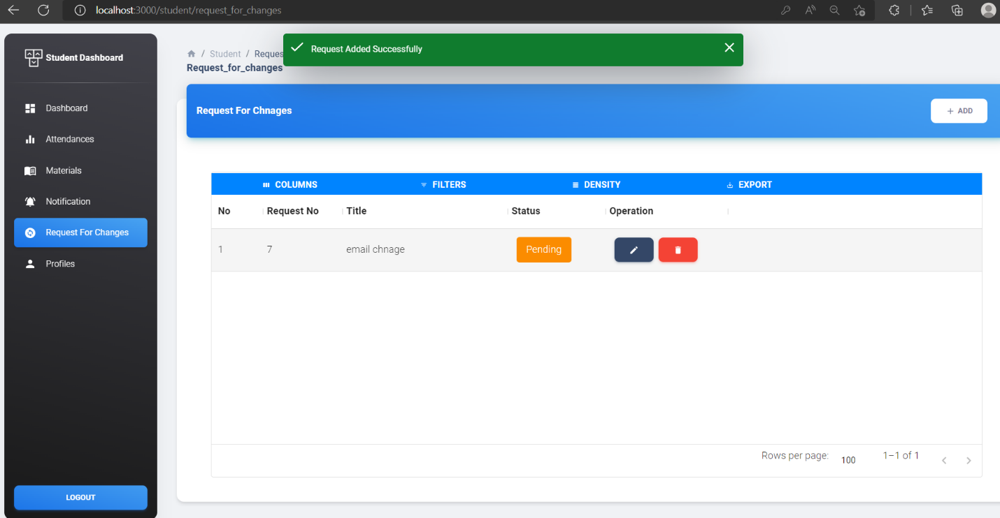 localhost:3000/student/request_for_changes
Student Dashboard
Dashboard
Attendances
Materials
Notification
Request For Changes
Profiles
LOGOUT
Request Added Successfully
/ Student / Reques
Request_for_changes
Request For Chnages
+ ADD
COLUMNS FILTERS DENSITY EXPORT
No Request No Title Status Operation
1 7 email chnage Pending
Rows per page: 100 1–1 of 1